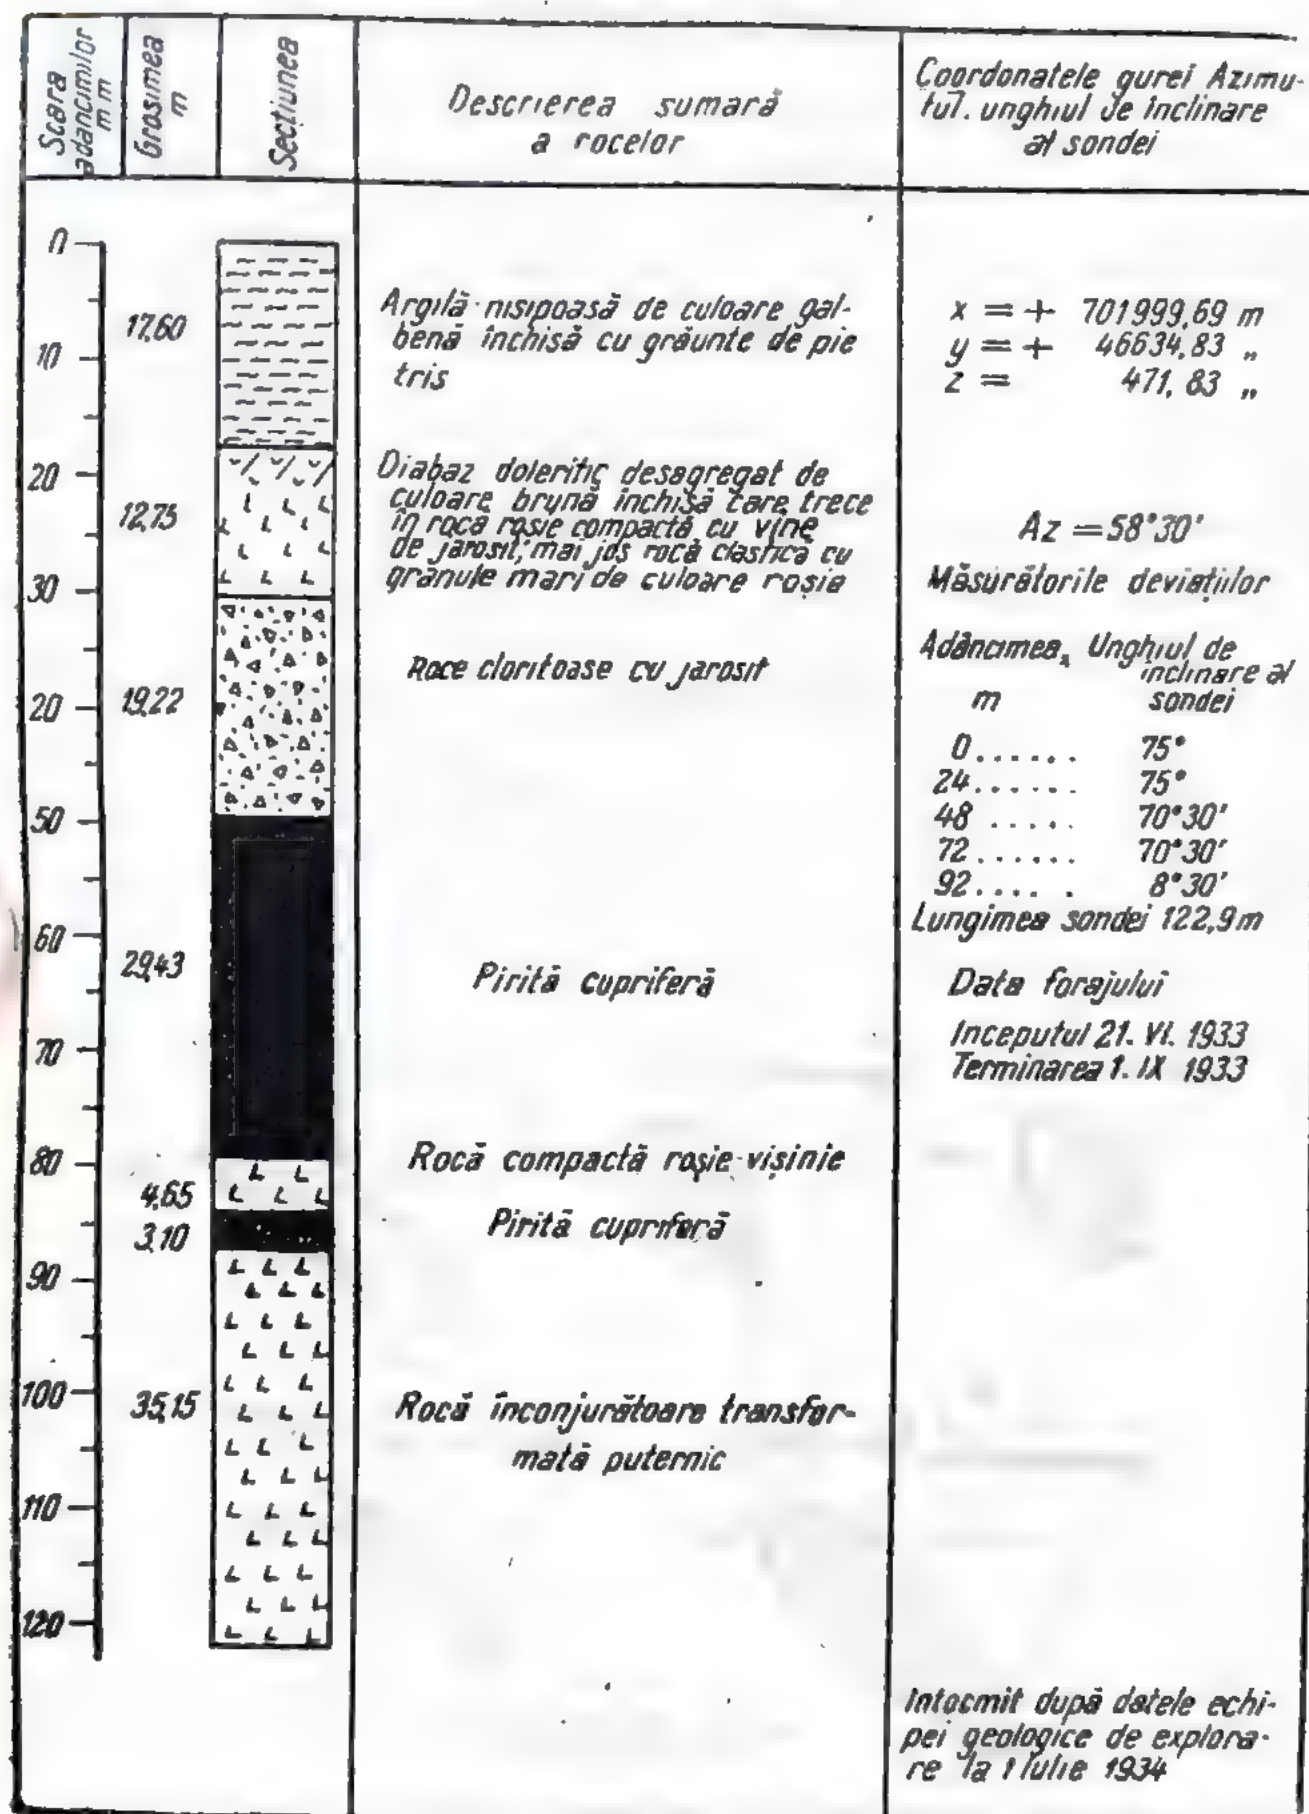 Scara
adancimilor
m m
Grosimea
m
Secțiunea
Descrierea sumară
a rocelor
Coordonatele gurei Azimu-
tul. unghiul de înclinare
al sondei
0
10
20
30
20
50
60
70
80
90
100
110
120
17,60
12,75
19,22
29,43
4,65
3,10
35,15
Argilă-nisipoasă de culoare gal-
benă închisă cu grăunte de pie
tris
Diabaz doleritic desagregat de
culoare brună închisă care trece
în rocă roșie compactă cu vine
de jarosit; mai jos rocă clastică cu
granule mari de culoare roșie
Roce cloritoase cu jarosit
Pirită cupriferă
Rocă compactă roșie-vișinie
Pirită cupriferă
Rocă înconjurătoare transfor-
mată puternic
x = + 701999,69 m
y = + 46634,83 „
z = 471,83 „
Az = 58°30'
Măsurătorile deviațiilor
Adâncimea, Unghiul de
înclinare al
m sondei
0...... 75°
24...... 75°
48 ..... 70°30'
72...... 70°30'
92..... 8°30'
Lungimea sondei 122,9m
Data forajului
Inceputul 21. VI. 1933
Terminarea 1. IX 1933
Intocmit după datele echi-
pei geologice de explora-
re la 1 Iulie 1934